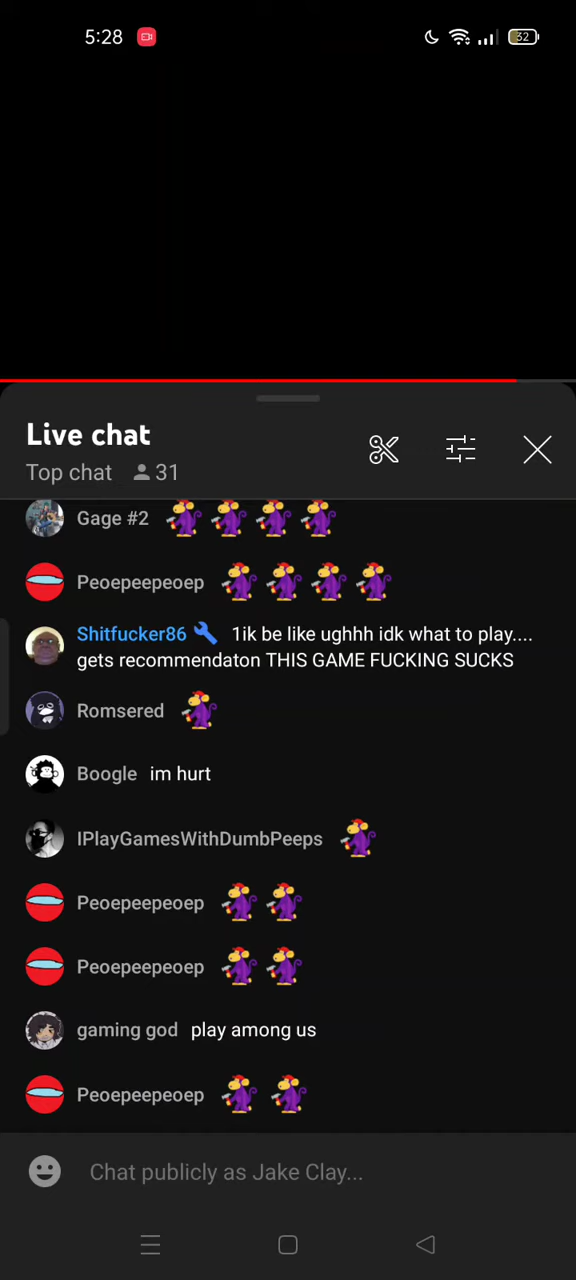 5:28
32
Live chat
Top chat 31
Gage #2
Peoepeepeoep
Shitfucker86 1ik be like ughhh idk what to play....
gets recommendaton THIS GAME FUCKING SUCKS
Romsered
Boogle im hurt
IPlayGamesWithDumbPeeps
Peoepeepeoep
Peoepeepeoep
gaming god play among us
Peoepeepeoep
Chat publicly as Jake Clay...